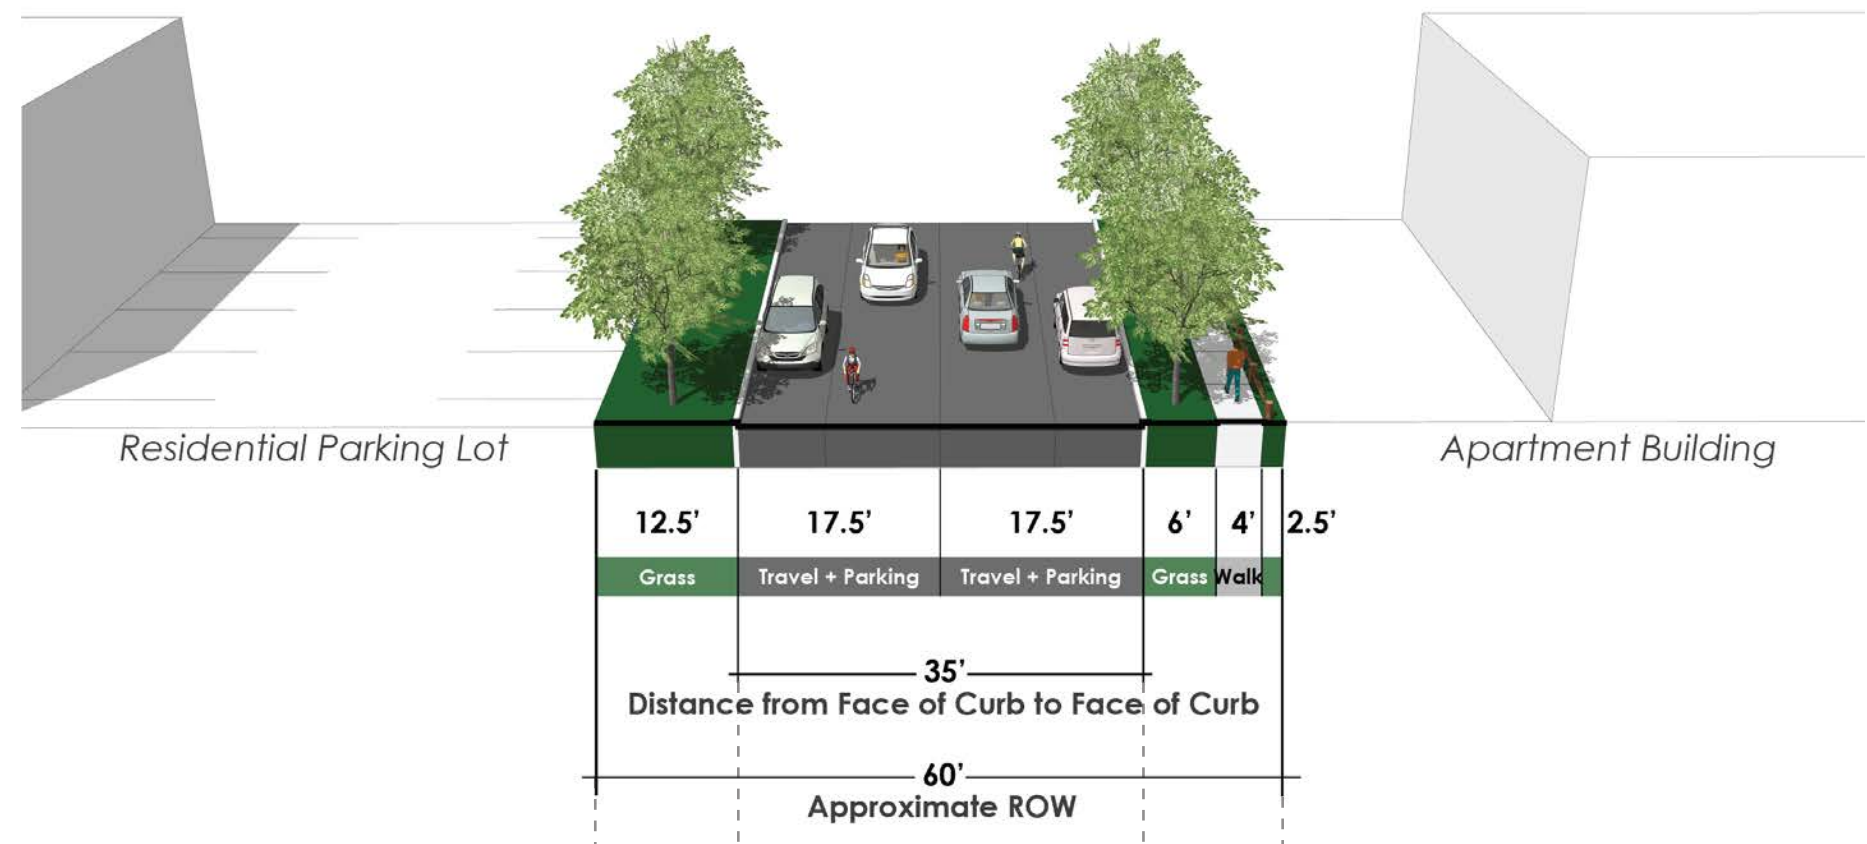 Residential Parking Lot
Apartment Building
12.5’ 17.5’ 17.5’ 6’ 4’ 2.5’
Grass Travel + Parking Travel + Parking Grass Walk
35’
Distance from Face of Curb to Face of Curb
60’
Approximate ROW